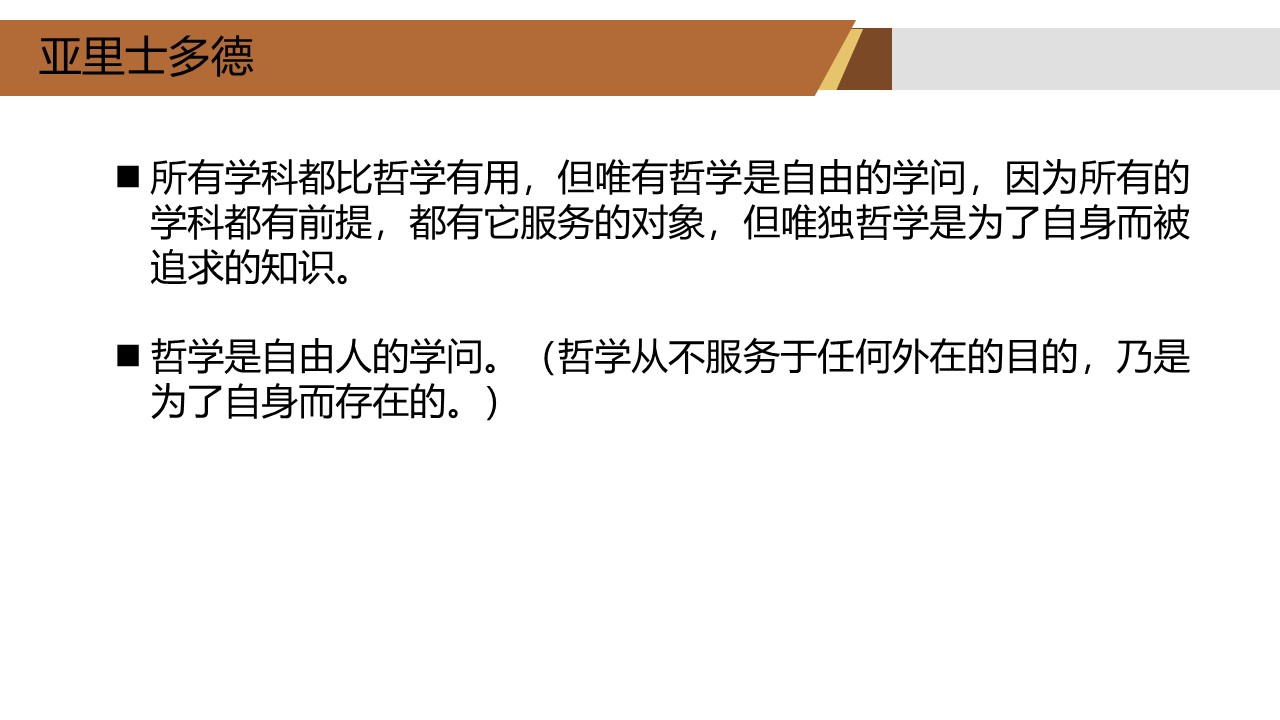 亚里士多德
■ 所有学科都比哲学有用，但唯有哲学是自由的学问，因为所有的
学科都有前提，都有它服务的对象，但唯独哲学是为了自身而被
追求的知识。
■ 哲学是自由人的学问。（哲学从不服务于任何外在的目的，乃是
为了自身而存在的。）